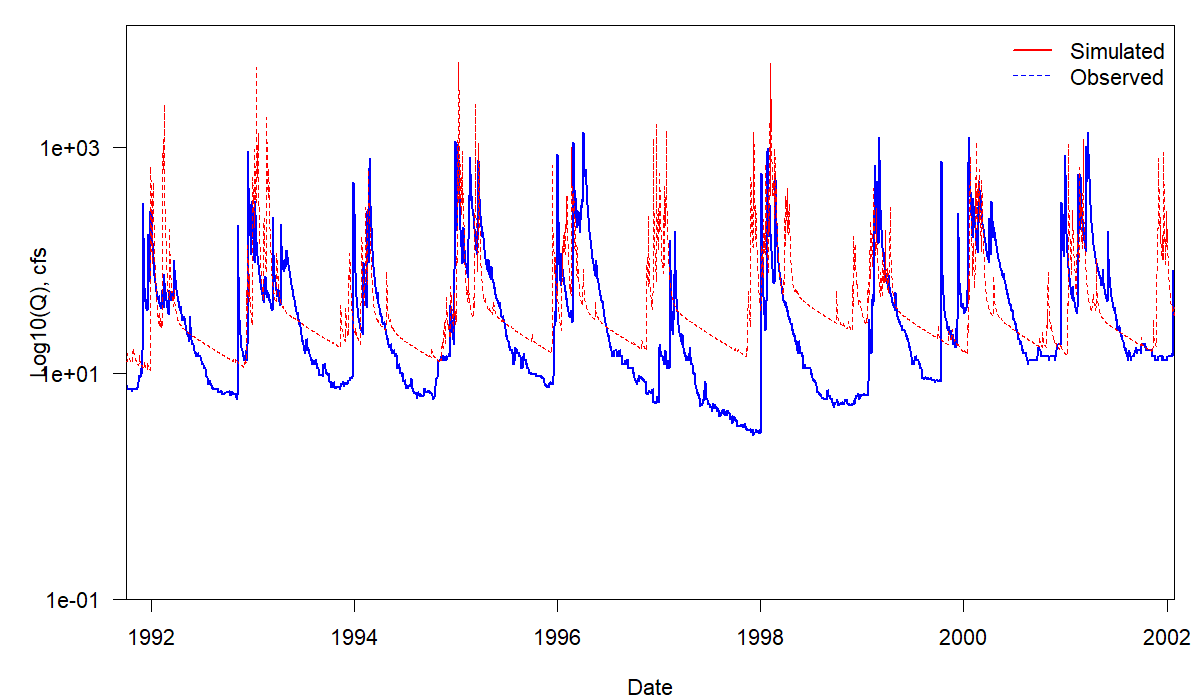 Simulated
Observed
Log10(Q), cfs
1e+03
1e+01
1e-01
1992 1994 1996 1998 2000 2002
Date